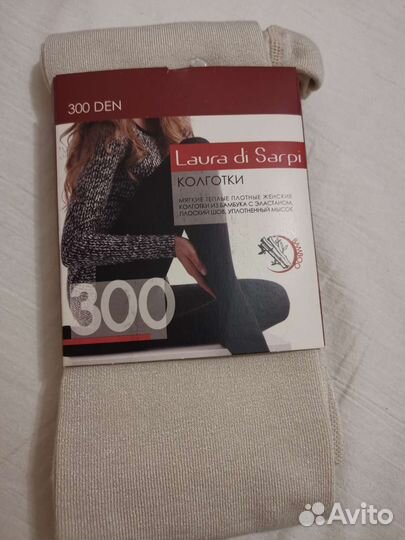 300 DEN
Laura di Sarpi
КОЛГОТКИ
МЯГКИЕ ТЕПЛЫЕ ПЛОТНЫЕ ЖЕНСКИЕ
КОЛГОТКИ ИЗ БАМБУКА С ЭЛАСТАНОМ,
ПЛОСКИЙ ШОВ, УПЛОТНЕННЫЙ МЫСОК
BAMBOO
300
Avito